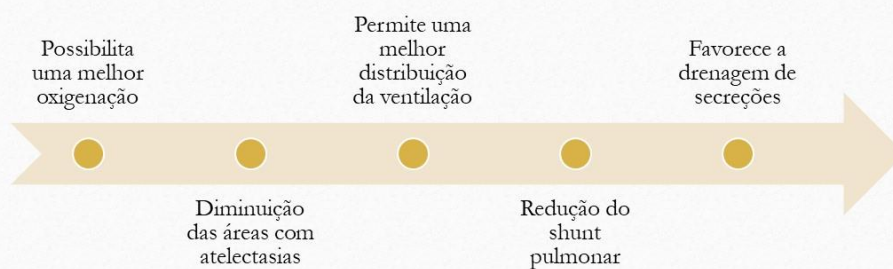 Possibilita
uma melhor
oxigenação
Diminuição
das áreas com
atelectasias
Permite uma
melhor
distribuição
da ventilação
Redução do
shunt
pulmonar
Favorece a
drenagem de
secreções